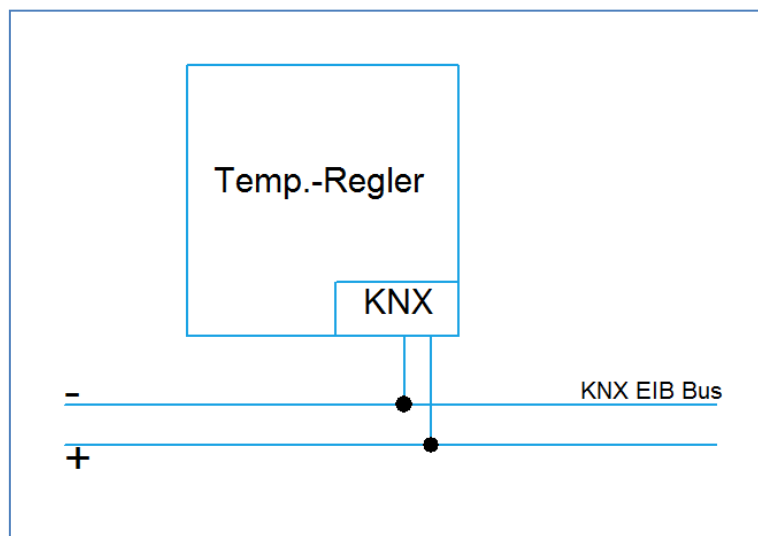 Temp.-Regler
KNX
-
KNX EIB Bus
+